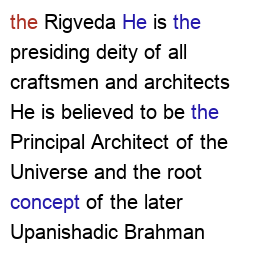 the Rigveda He is the
presiding deity of all
craftsmen and architects
He is believed to be the
Principal Architect of the
Universe and the root
concept of the later
Upanishadic Brahman